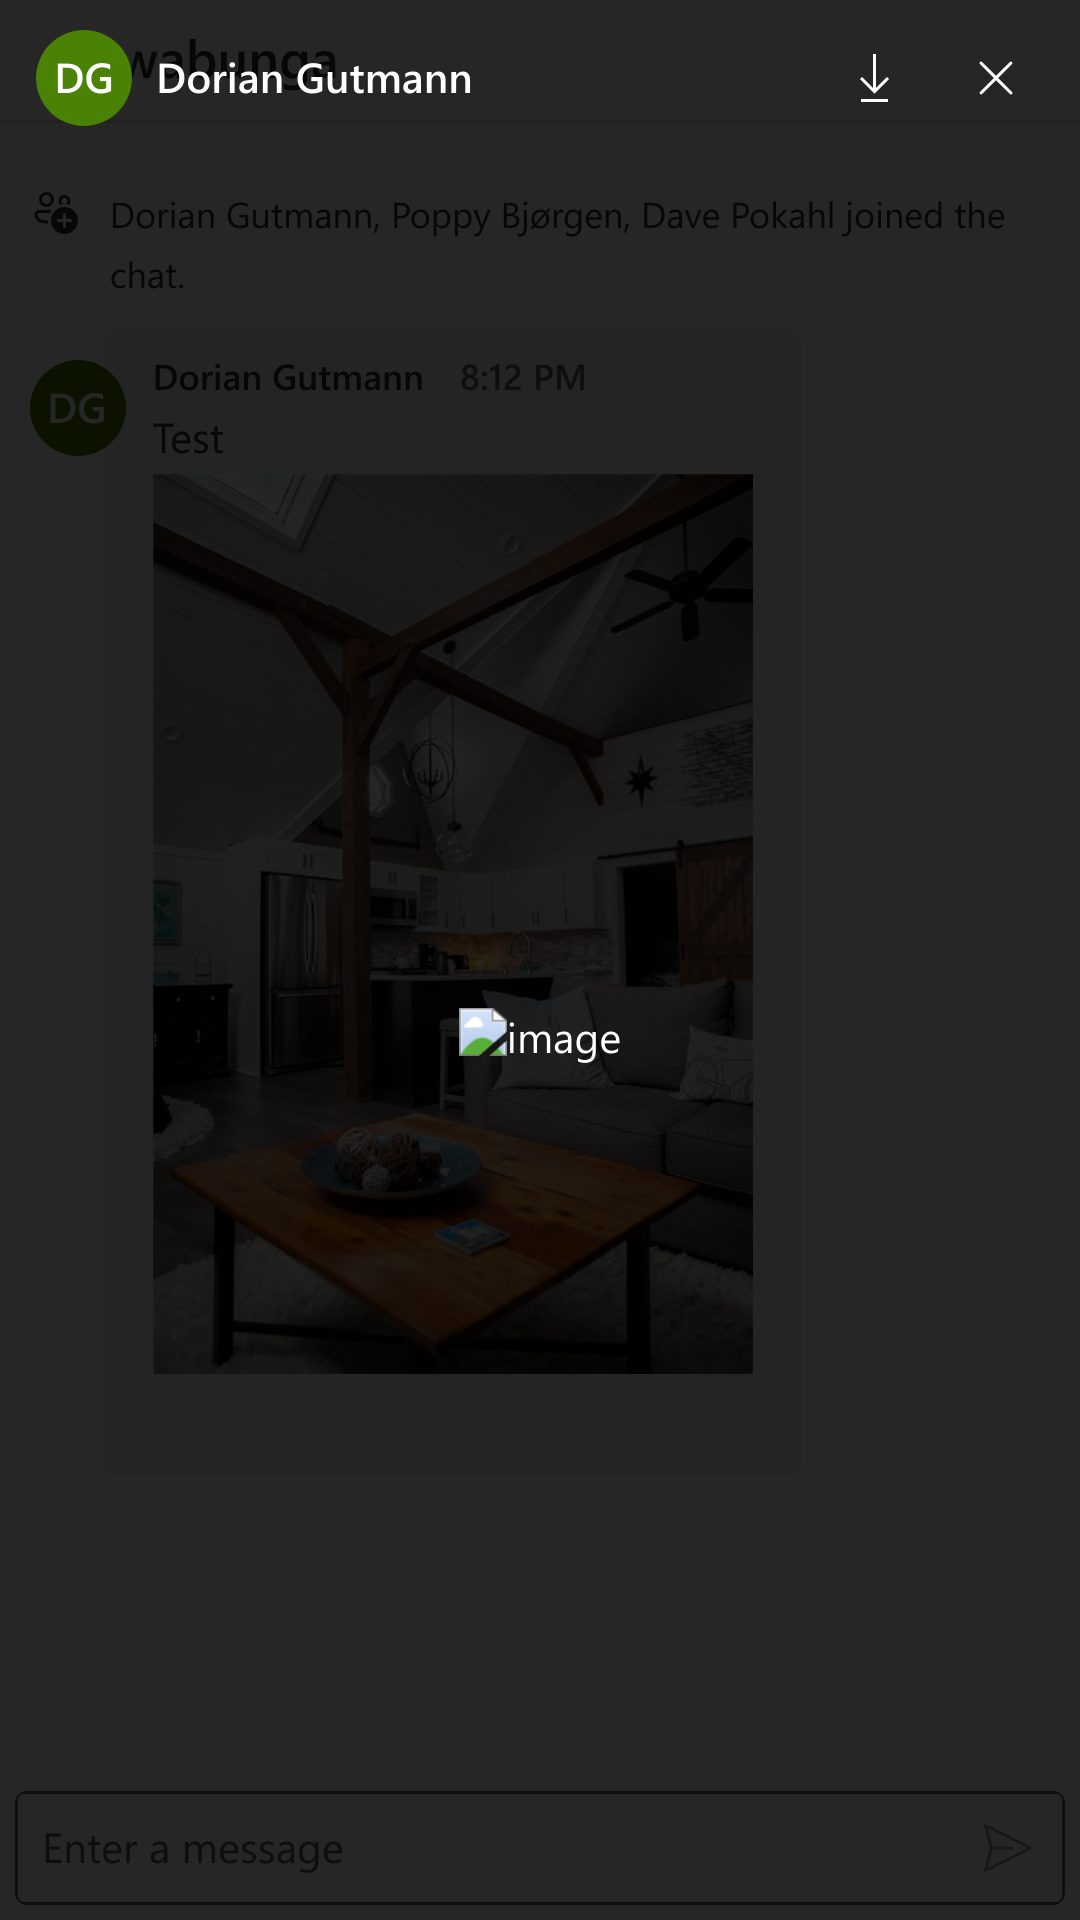 wabunga
DG Dorian Gutmann
Dorian Gutmann, Poppy Bjørgen, Dave Pokahl joined the
chat.
Dorian Gutmann 8:12 PM
DG
Test
image
Enter a message